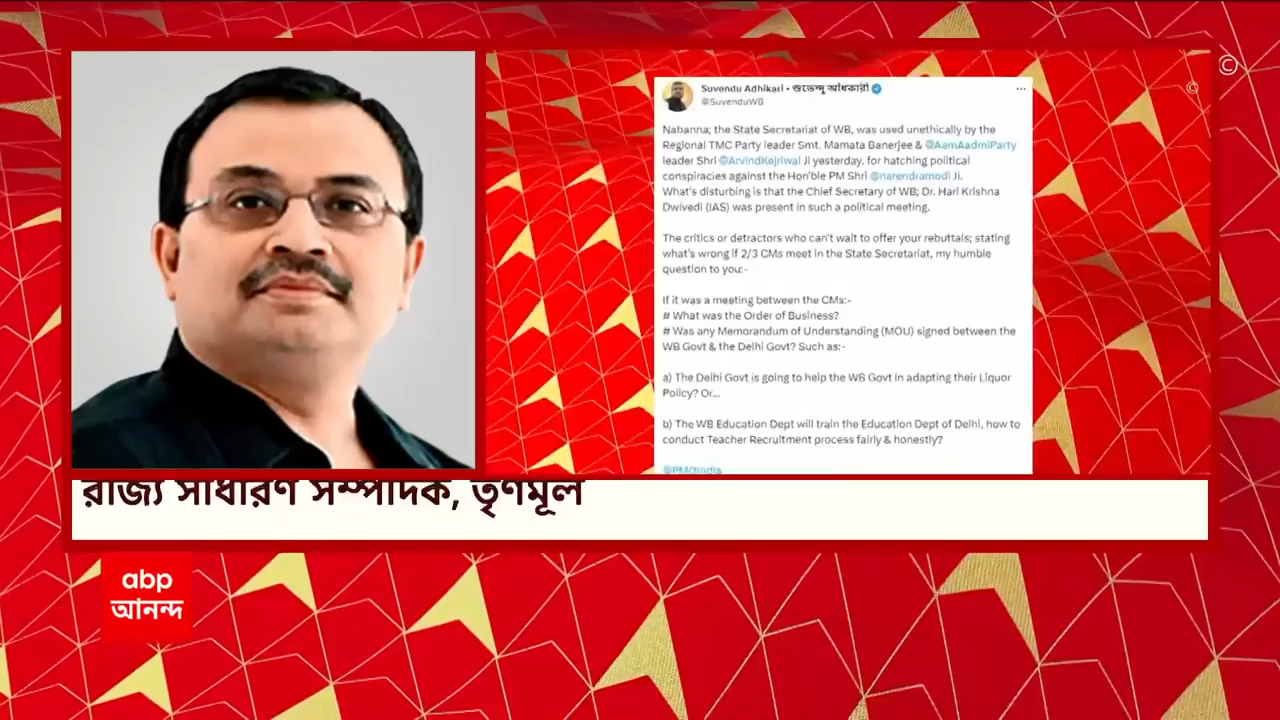 Suvendu Adhikari • শুভেন্দু অধিকারী
@SuvenduWB
Nabanna; the State Secretariat of WB, was used unethically by the
Regional TMC Party leader Smt. Mamata Banerjee & @AamAadmiParty
leader Shri @ArvindKejriwal Ji yesterday, for hatching political
conspiracies against the Hon'ble PM Shri @narendramodi Ji.
What's disturbing is that the Chief Secretary of WB; Dr. Hari Krishna
Dwivedi (IAS) was present in such a political meeting.
The critics or detractors who can't wait to offer your rebuttals; stating
what's wrong if 2/3 CMs meet in the State Secretariat, my humble
question to you:-
If it was a meeting between the CMs:-
# What was the Order of Business?
# Was any Memorandum of Understanding (MOU) signed between the
WB Govt & the Delhi Govt? Such as:-
a) The Delhi Govt is going to help the WB Govt in adapting their Liquor
Policy? Or...
b) The WB Education Dept will train the Education Dept of Delhi, how to
conduct Teacher Recruitment process fairly & honestly?
@PMOIndia
রাজ্য সাধারণ সম্পাদক, তৃণমূল
abp
আনন্দ
©
©